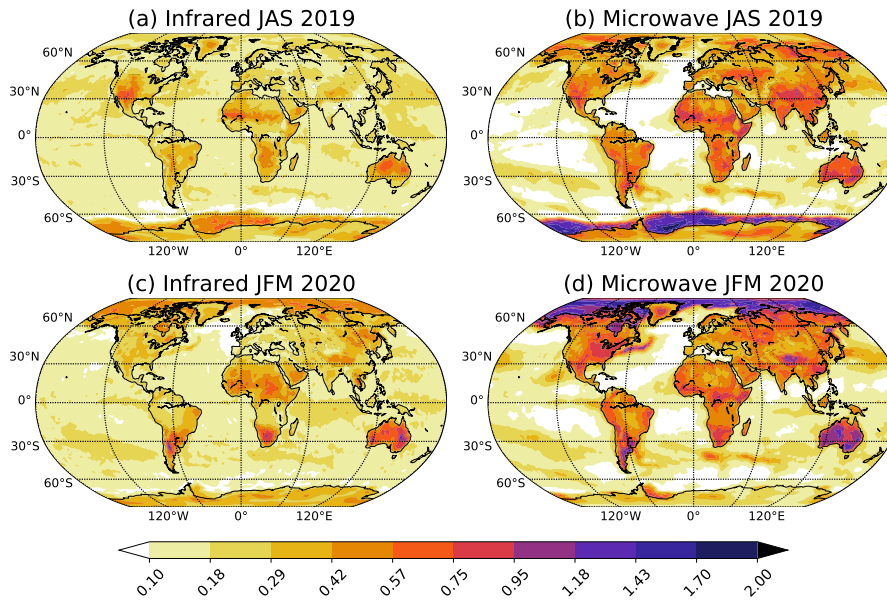 (a) Infrared JAS 2019
(b) Microwave JAS 2019
60°N
60°N
30°N
30°N
0°
0°
30°S
30°S
60°S
60°S
120°W
0°
120°E
120°W
0°
120°E
(c) Infrared JFM 2020
(d) Microwave JFM 2020
60°N
60°N
30°N
30°N
0°
0°
30°S
30°S
60°S
60°S
120°W
0°
120°E
120°W
0°
120°E
0.10
0.18
0.29
0.42
0.57
0.75
0.95
1.18
1.43
1.70
2.00